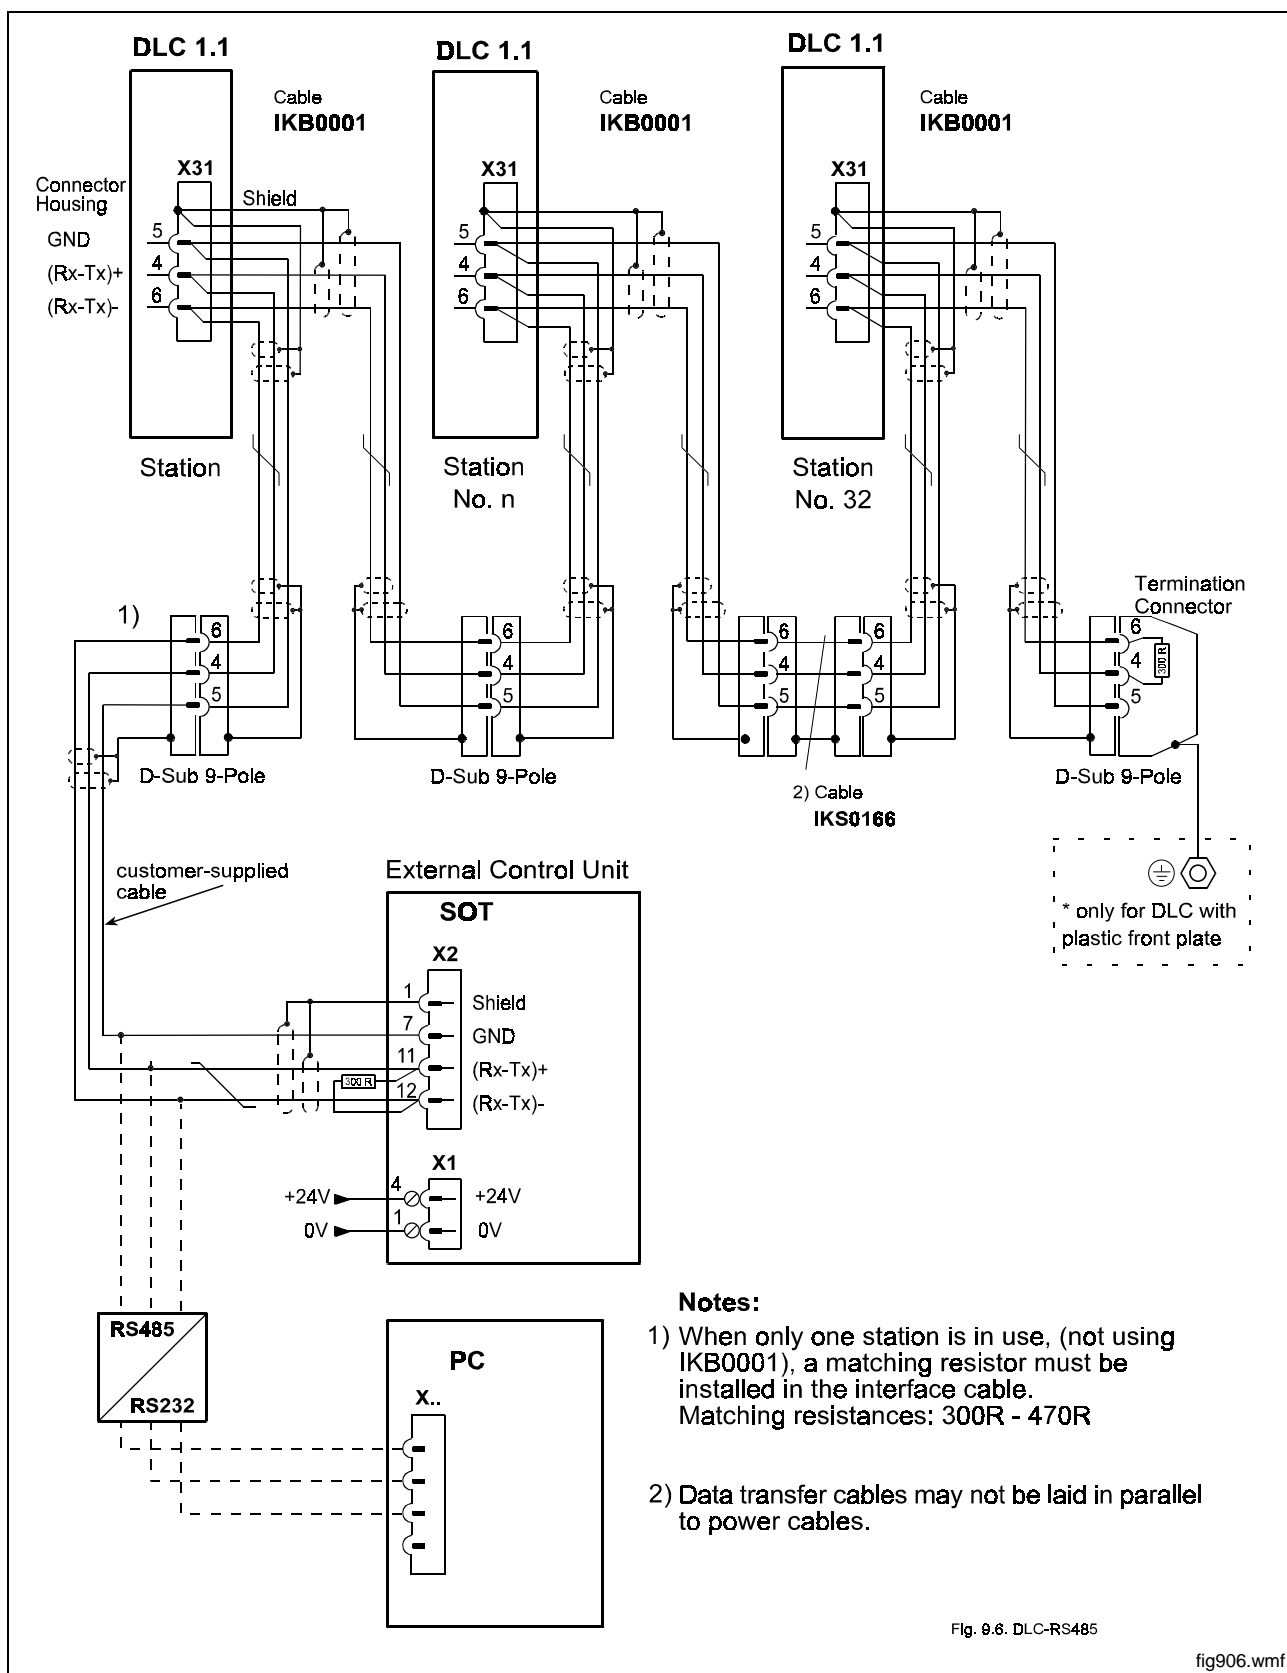 DLC 1.1
DLC 1.1
DLC 1.1
Cable
IKB0001
Cable
IKB0001
Cable
IKB0001
X31
X31
X31
Connector
Housing
Shield
GND
5
5
5
(Rx-Tx)+
4
4
4
(Rx-Tx)-
6
6
6
Station
Station
No. n
Station
No. 32
1)
6
4
5
6
4
5
6
4
5
6
4
5
Termination
Connector
6
4
5
300 R
D-Sub 9-Pole
D-Sub 9-Pole
D-Sub 9-Pole
2) Cable
IKS0166
customer-supplied
cable
* only for DLC with
plastic front plate
External Control Unit
SOT
X2
1
Shield
7
GND
11
(Rx-Tx)+
300 R
12
(Rx-Tx)-
X1
+24V
4
+24V
0V
1
0V
RS485
RS232
PC
X..
Notes:
1) When only one station is in use, (not using
IKB0001), a matching resistor must be
installed in the interface cable.
Matching resistances: 300R - 470R
2) Data transfer cables may not be laid in parallel
to power cables.
Fig. 9.6. DLC-RS485
fig906.wmf